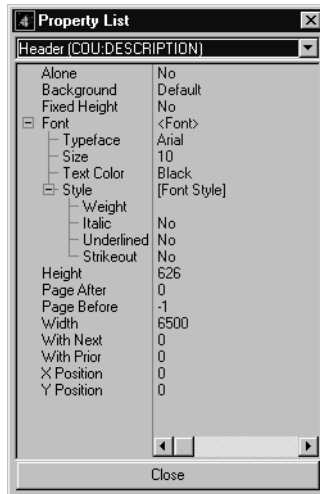 Property List
Header (COU:DESCRIPTION)
Alone No
Background Default
Fixed Height No
Font <Font>
Typeface Arial
Size 10
Text Color Black
Style [Font Style]
Weight
Italic No
Underlined No
Strikeout No
Height 626
Page After 0
Page Before -1
Width 6500
With Next 0
With Prior 0
X Position 0
Y Position 0
Close